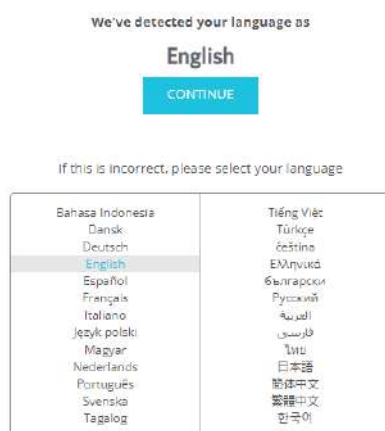 We've detected your language as
English
CONTINUE
If this is incorrect, please select your language
Bahasa Indonesia
Dansk
Deutsch
English
Español
Français
Italiano
Język polski
Magyar
Nederlands
Português
Svenska
Tagalog
Tiếng Việt
Türkçe
čeština
Ελληνικά
български
Русский
العربية
فارسی
ไทย
日本語
简体中文
繁體中文
한국어